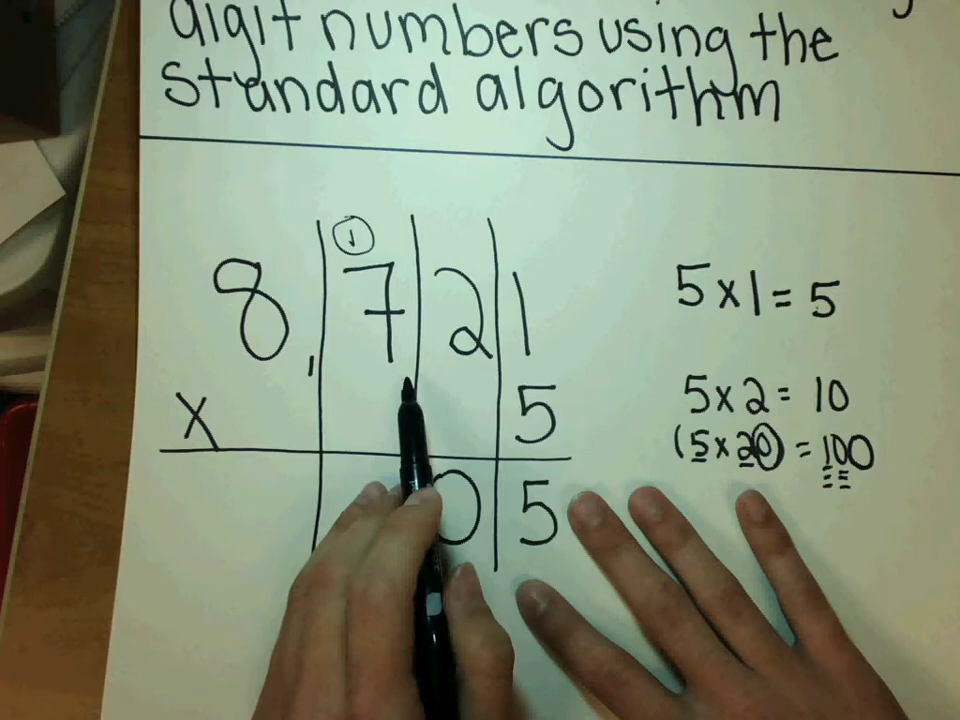 digit numbers using the
standard algorithm
1
8,721
x 5
05
5x1=5
5x2=10
(5x20)=100